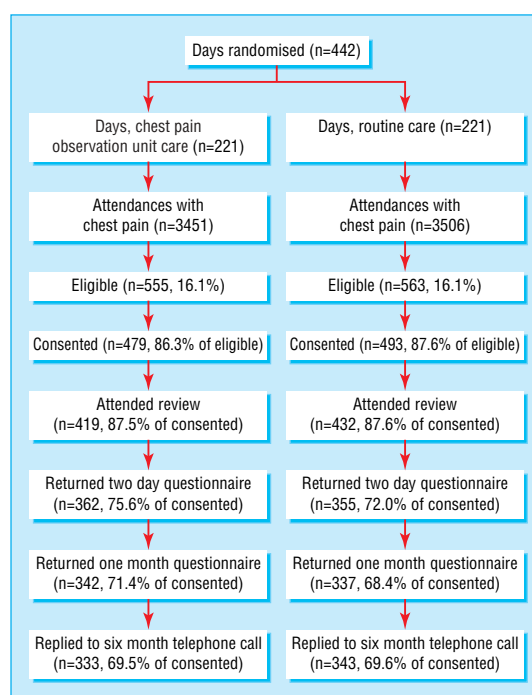 Days randomised (n=442)
Days, chest pain
observation unit care (n=221)
Days, routine care (n=221)
Attendances with
chest pain (n=3451)
Attendances with
chest pain (n=3506)
Eligible (n=555, 16.1%)
Eligible (n=563, 16.1%)
Consented (n=479, 86.3% of eligible)
Consented (n=493, 87.6% of eligible)
Attended review
(n=419, 87.5% of consented)
Attended review
(n=432, 87.6% of consented)
Returned two day questionnaire
(n=362, 75.6% of consented)
Returned two day questionnaire
(n=355, 72.0% of consented)
Returned one month questionnaire
(n=342, 71.4% of consented)
Returned one month questionnaire
(n=337, 68.4% of consented)
Replied to six month telephone call
(n=333, 69.5% of consented)
Replied to six month telephone call
(n=343, 69.6% of consented)